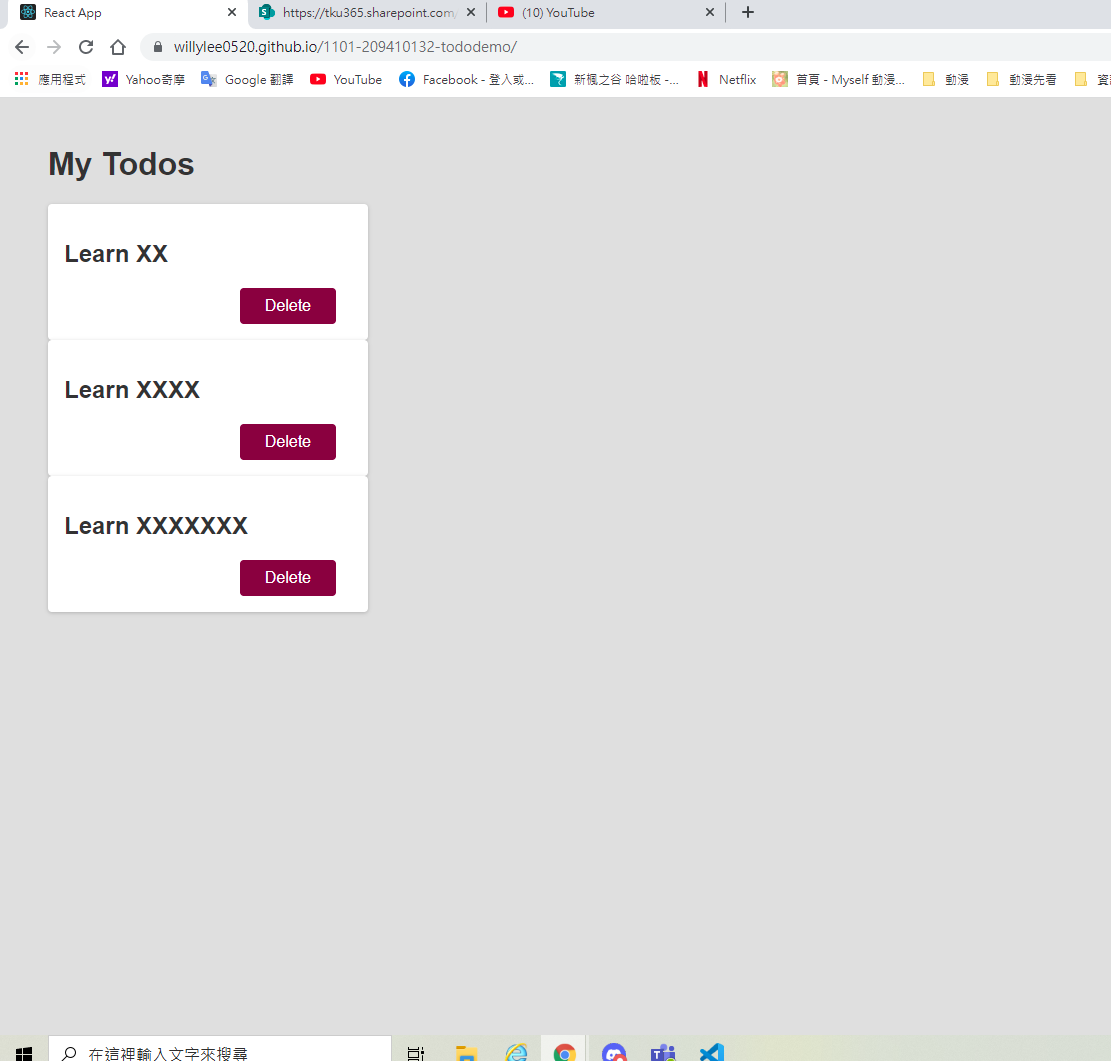 React App
https://tku365.sharepoint.com/
(10) YouTube
willylee0520.github.io/1101-209410132-tododemo/
應用程式 Yahoo奇摩 Google 翻譯 YouTube Facebook - 登入或... 新楓之谷 哈啦板 -... Netflix 首頁 - Myself 動漫... 動漫 動漫先看
My Todos
Learn XX
Delete
Learn XXXX
Delete
Learn XXXXXXX
Delete
在這裡輸入文字來搜尋